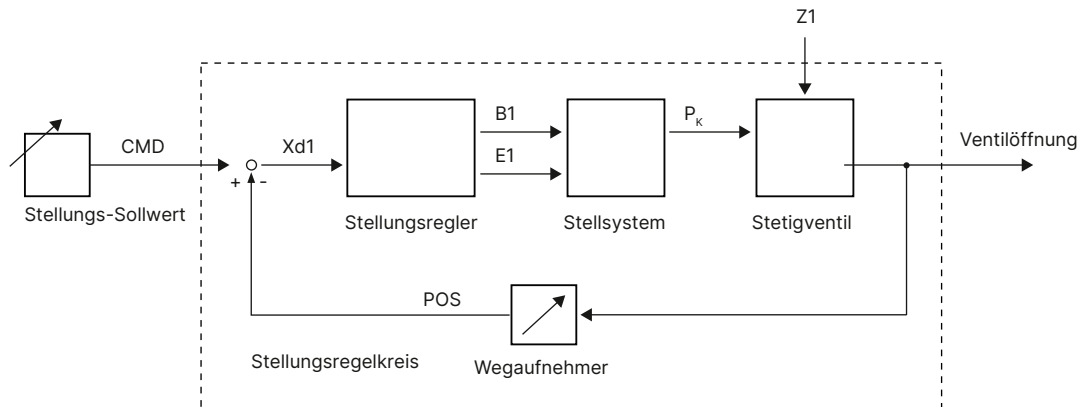 Z1
B1
P_K
CMD
Xd1
E1
Ventilöffnung
+ -
Stellungs-Sollwert
Stellungsregler
Stellsystem
Stetigventil
POS
Stellungsregelkreis
Wegaufnehmer